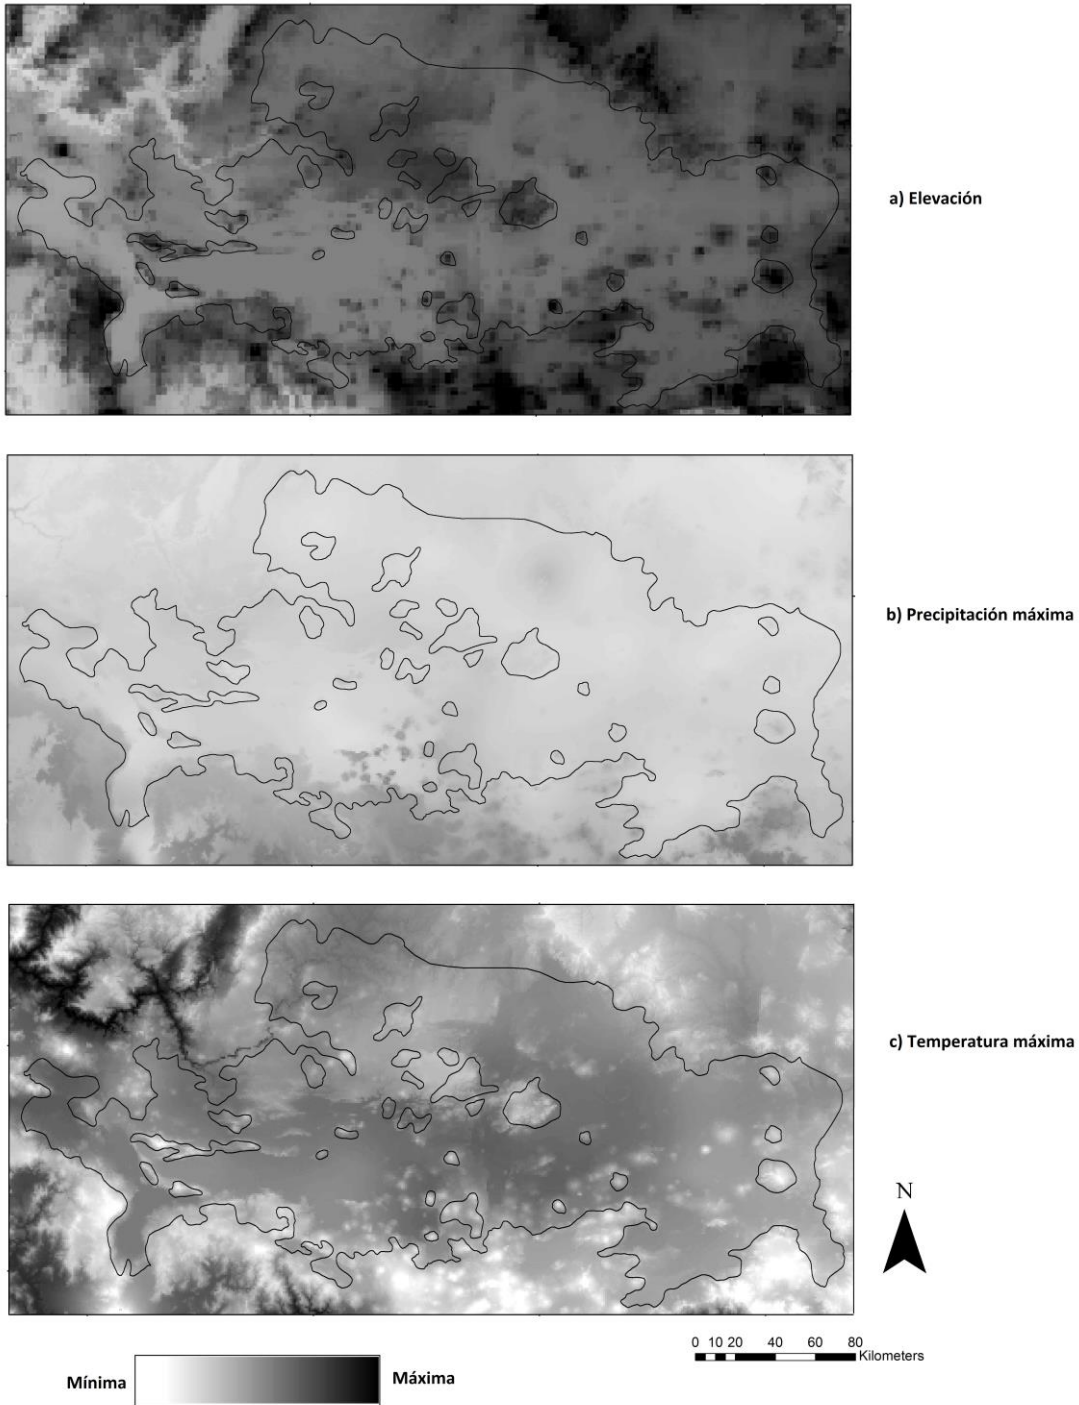 a) Elevación
b) Precipitación máxima
c) Temperatura máxima
N
0 10 20 40 60 80
Kilometers
Mínima
Máxima